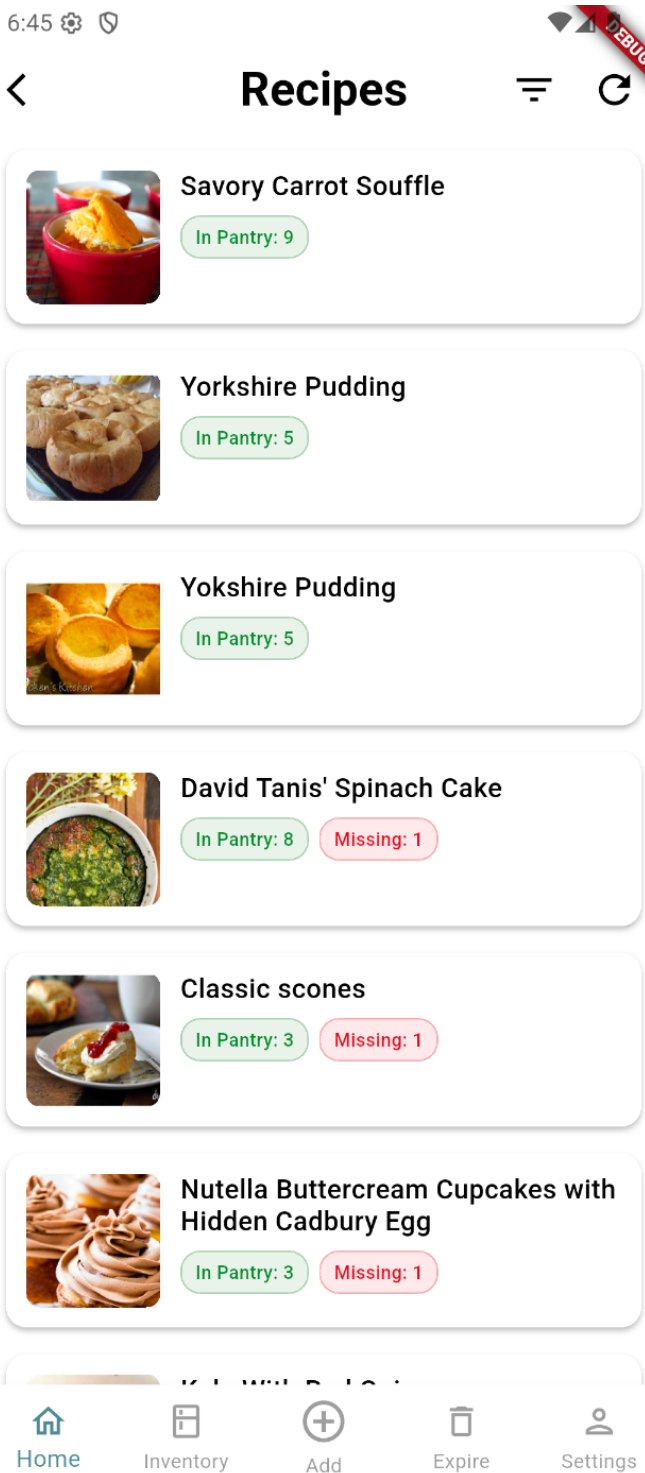 6:45
DEBUG
Recipes
Savory Carrot Souffle
In Pantry: 9
Yorkshire Pudding
In Pantry: 5
Yokshire Pudding
In Pantry: 5
David Tanis' Spinach Cake
In Pantry: 8 Missing: 1
Classic scones
In Pantry: 3 Missing: 1
Nutella Buttercream Cupcakes with
Hidden Cadbury Egg
In Pantry: 3 Missing: 1
Home Inventory Add Expire Settings